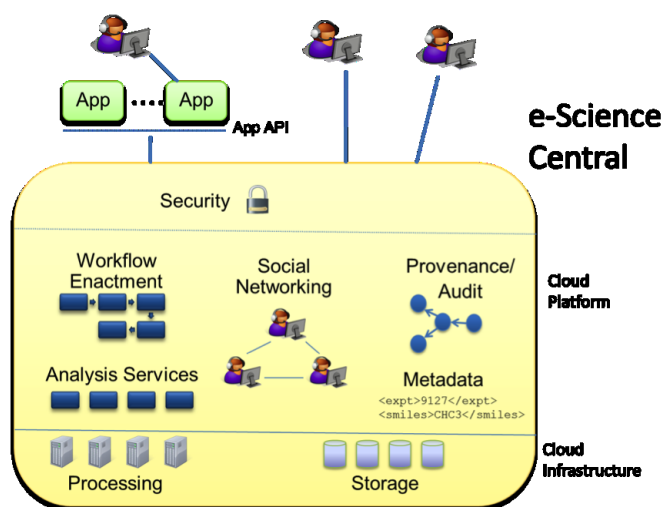 App
App
App API
e-Science
Central
Security
Workflow
Enactment
Social
Networking
Provenance/
Audit
Cloud
Platform
Analysis Services
Metadata
<expt>9127</expt>
<smiles>CHC3</smiles>
Processing
Storage
Cloud
Infrastructure